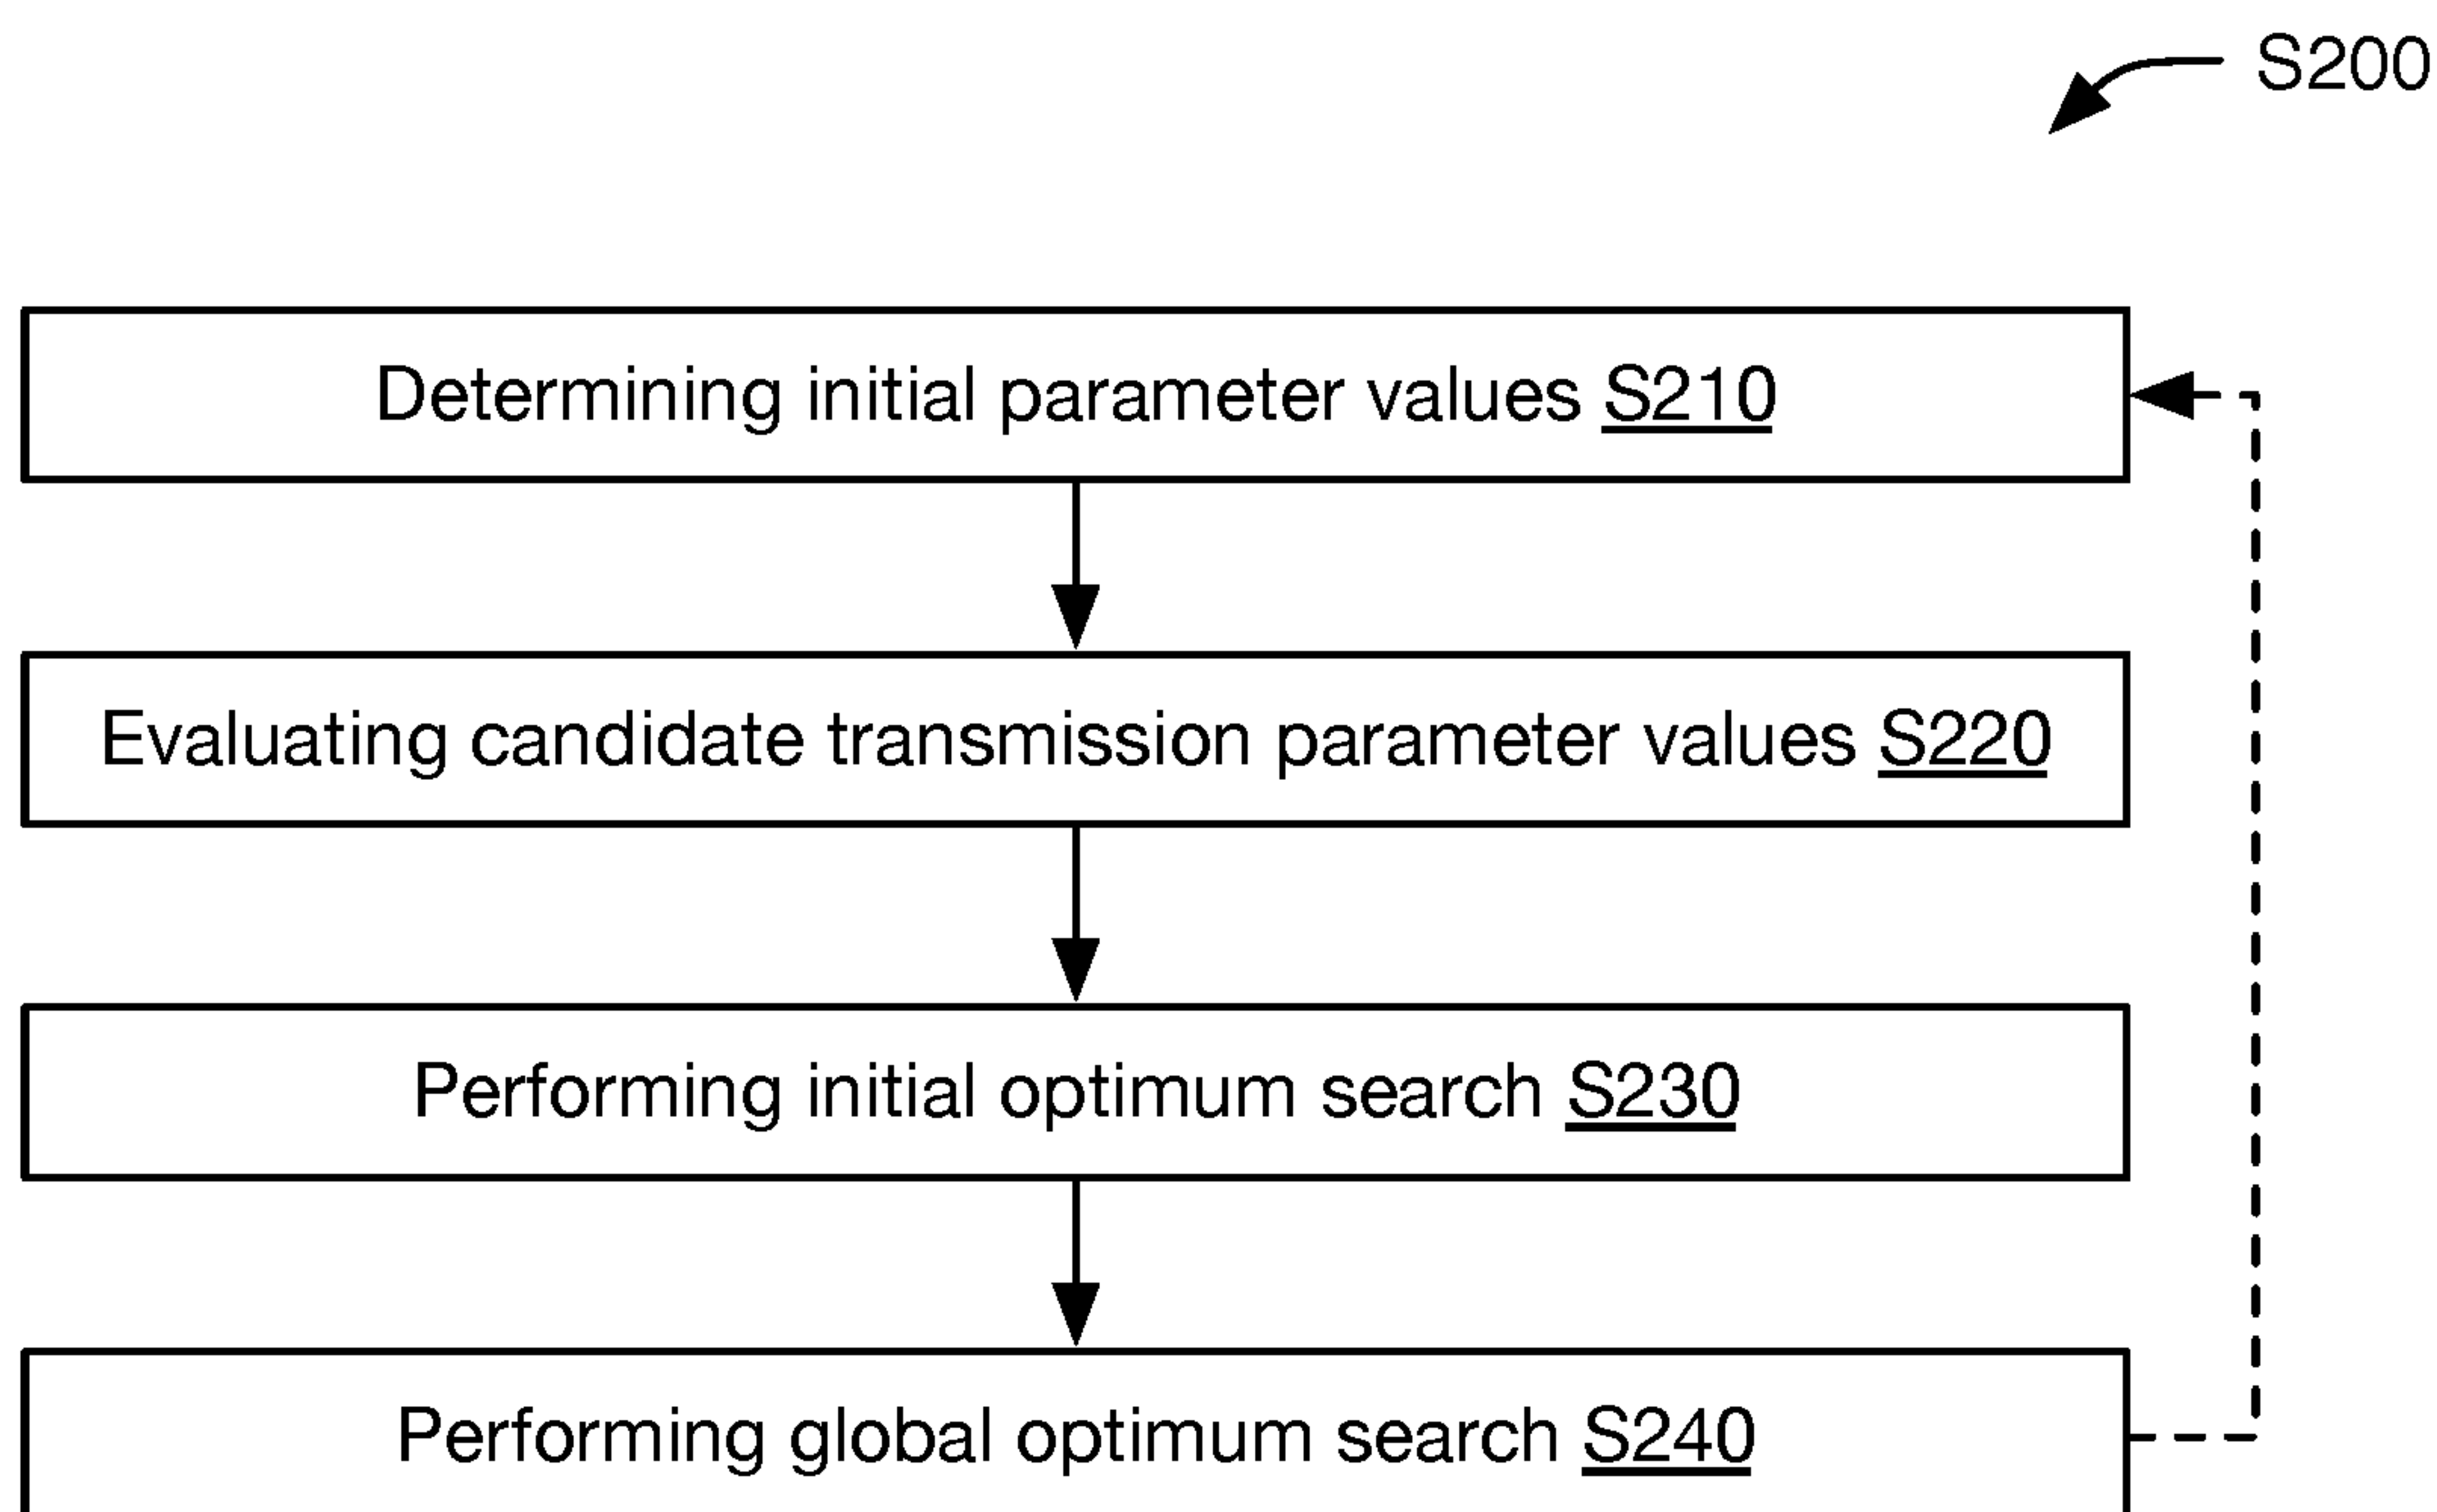 S200
Determining initial parameter values S210
Evaluating candidate transmission parameter values S220
Performing initial optimum search S230
Performing global optimum search S240